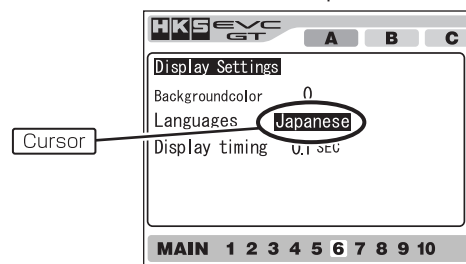 HKS EVC
GT
A B C
Display Settings
Backgroundcolor 0
Languages Japanese
Cursor
Display timing 0.1 SEC
MAIN 1 2 3 4 5 6 7 8 9 10